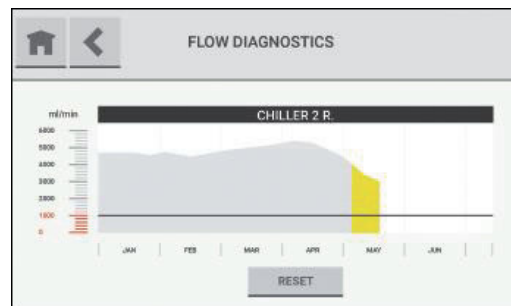 FLOW DIAGNOSTICS
ml/min
CHILLER 2 R.
6000
5000
4000
3000
2000
1000
0
JAN FEB MAR APR MAY JUN
RESET